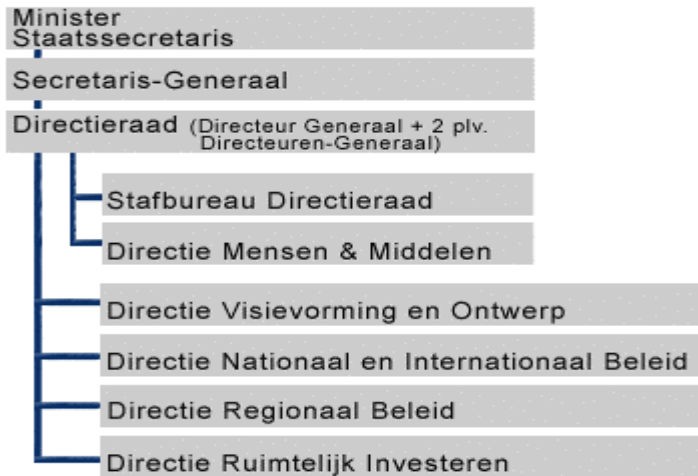 Minister
Staatssecretaris
Secretaris-Generaal
Directieraad (Directeur Generaal + 2 plv.
Directeuren-Generaal)
Stafbureau Directieraad
Directie Mensen & Middelen
Directie Visievorming en Ontwerp
Directie Nationaal en Internationaal Beleid
Directie Regionaal Beleid
Directie Ruimtelijk Investeren